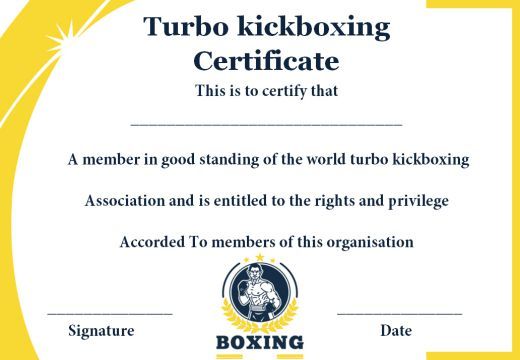 Turbo kickboxing
Certificate
This is to certify that
______________________________
A member in good standing of the world turbo kickboxing
Association and is entitled to the rights and privilege
Accorded To members of this organisation
______________ ______________
Signature Date
BOXING